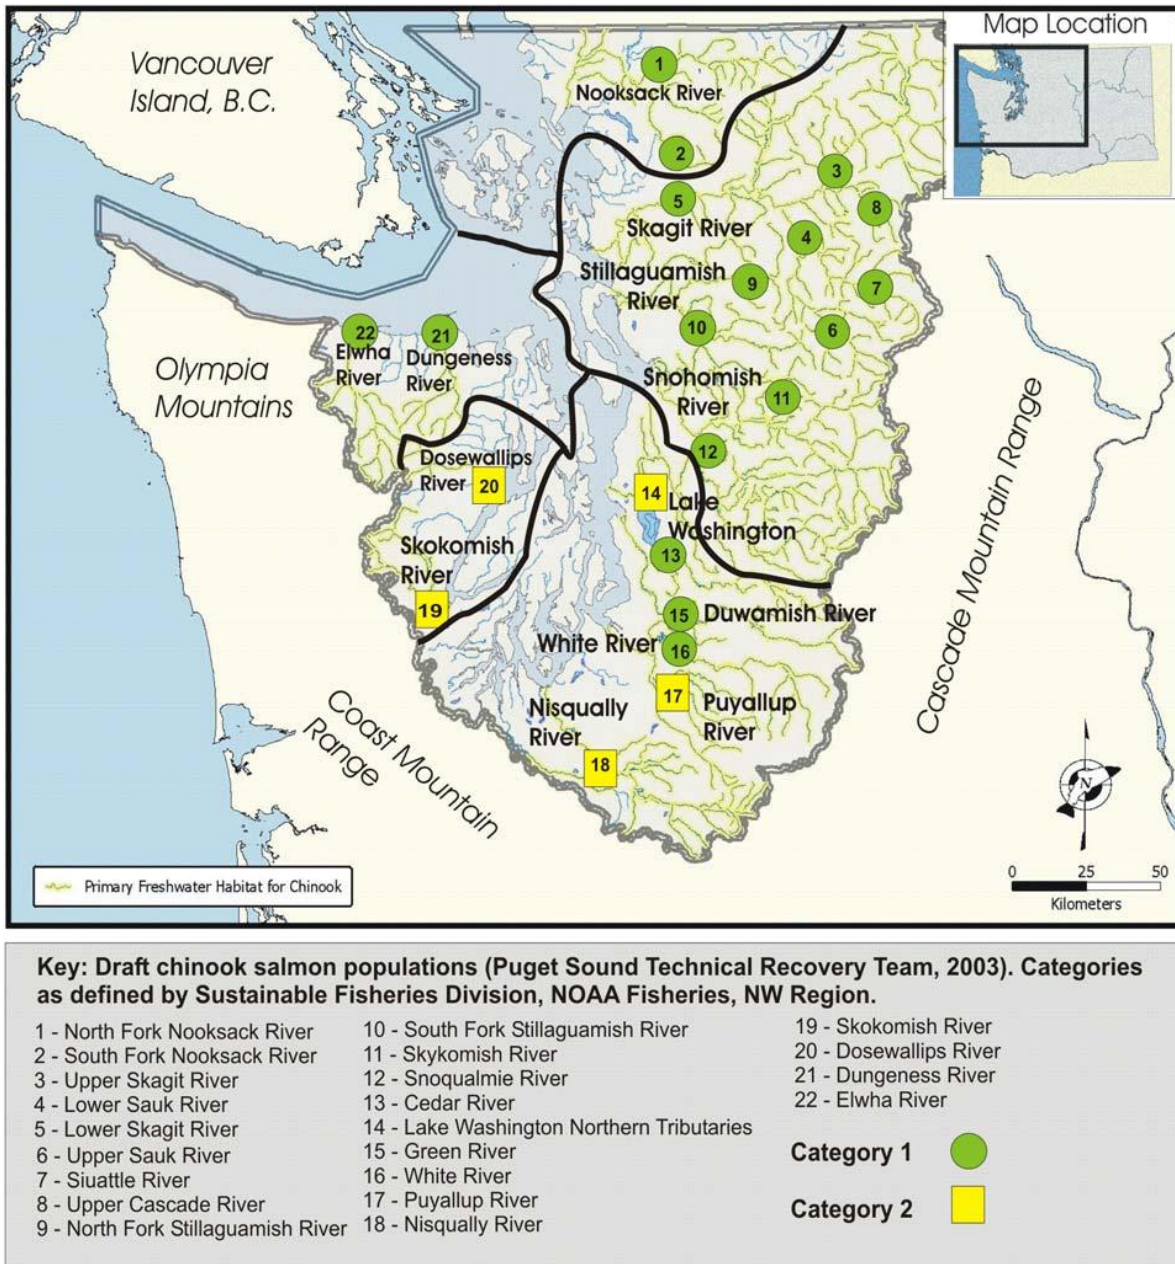 Map Location
Vancouver
Island, B.C.
1
Nooksack River
2
3
5
8
Skagit River
4
Stillaguamish
River
9
7
10
6
22
21
Elwha
River
Dungeness
River
Olympia
Mountains
Snohomish
River
11
12
Dosewallips
River
20
14
Lake
Washington
Skokomish
River
13
19
15
Duwamish River
White River
16
17
Puyallup
River
Nisqually
River
18
Coast Mountain
Range
Cascade Mountain Range
N
Primary Freshwater Habitat for Chinook
0 25 50
Kilometers
Key: Draft chinook salmon populations (Puget Sound Technical Recovery Team, 2003). Categories
as defined by Sustainable Fisheries Division, NOAA Fisheries, NW Region.
1 - North Fork Nooksack River
2 - South Fork Nooksack River
3 - Upper Skagit River
4 - Lower Sauk River
5 - Lower Skagit River
6 - Upper Sauk River
7 - Siuattle River
8 - Upper Cascade River
9 - North Fork Stillaguamish River
10 - South Fork Stillaguamish River
11 - Skykomish River
12 - Snoqualmie River
13 - Cedar River
14 - Lake Washington Northern Tributaries
15 - Green River
16 - White River
17 - Puyallup River
18 - Nisqually River
19 - Skokomish River
20 - Dosewallips River
21 - Dungeness River
22 - Elwha River
Category 1
Category 2